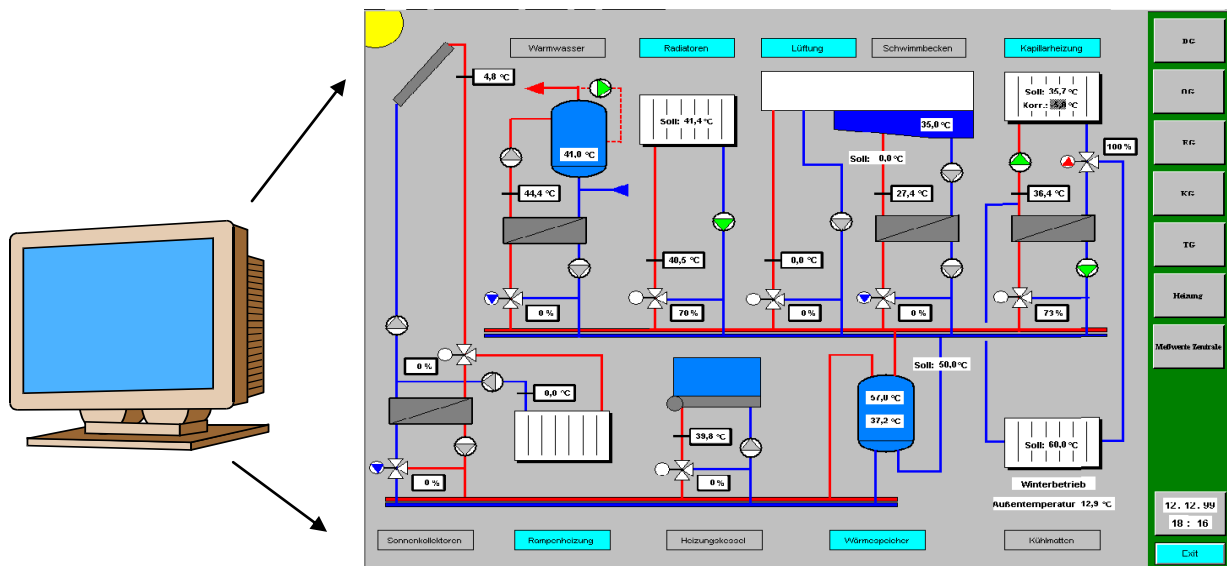 Warmwasser
Radiatoren
Lüftung
Schwimmbecken
Kapillarheizung
DG
OG
EG
KG
TG
Heizung
Meßwerte Zentrale
4,8 °C
Soll: 41,4 °C
35,0 °C
Soll: 35,7 °C
Korr.: -5,0 °C
100 %
41,0 °C
Soll: 0,0 °C
44,4 °C
27,4 °C
36,4 °C
40,5 °C
0,0 °C
0 %
70 %
0 %
0 %
73 %
0 %
Soll: 50,0 °C
0,0 °C
57,0 °C
37,2 °C
39,8 °C
Soll: 60,0 °C
0 %
0 %
Winterbetrieb
Außentemperatur 12,9 °C
12. 12. 99
18 : 16
Sonnenkollektoren
Rampenheizung
Heizungskessel
Wärmespeicher
Kühlmatten
Exit